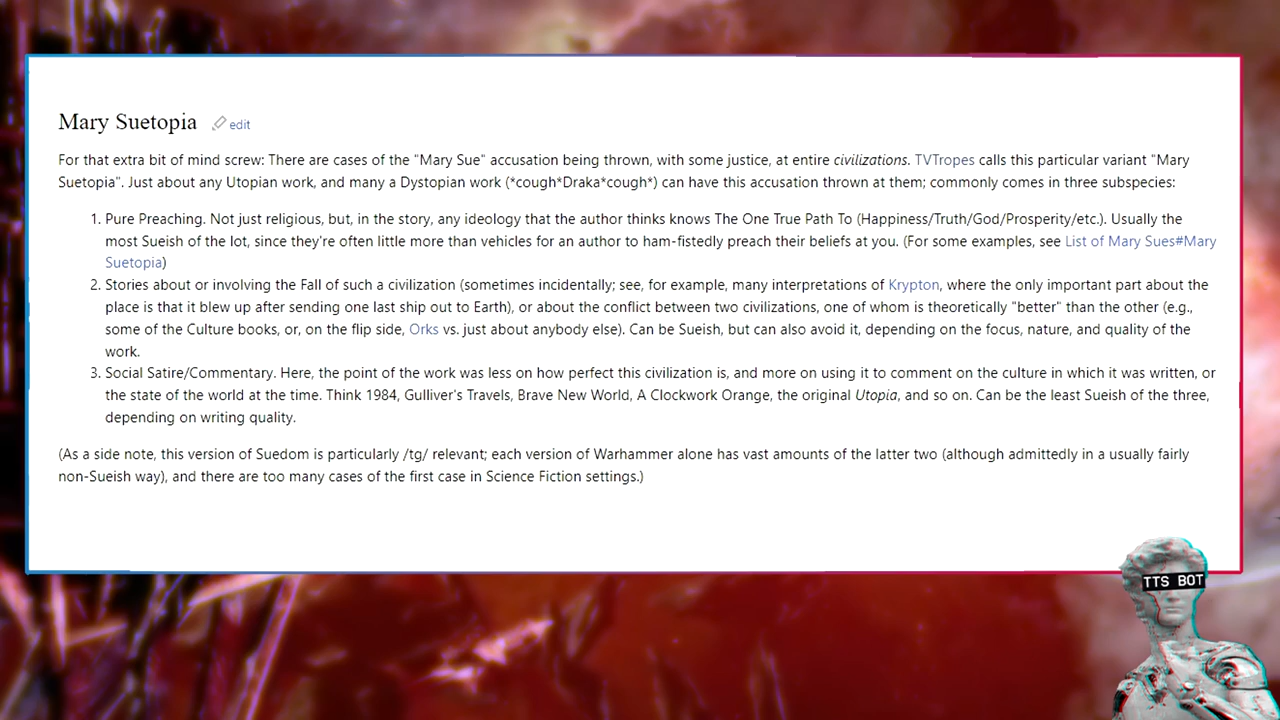 Mary Suetopia edit
For that extra bit of mind screw: There are cases of the "Mary Sue" accusation being thrown, with some justice, at entire civilizations. TVTropes calls this particular variant "Mary
Suetopia". Just about any Utopian work, and many a Dystopian work (*cough*Draka*cough*) can have this accusation thrown at them; commonly comes in three subspecies:
1. Pure Preaching. Not just religious, but, in the story, any ideology that the author thinks knows The One True Path To (Happiness/Truth/God/Prosperity/etc.). Usually the
most Sueish of the lot, since they're often little more than vehicles for an author to ham-fistedly preach their beliefs at you. (For some examples, see List of Mary Sues#Mary
Suetopia)
2. Stories about or involving the Fall of such a civilization (sometimes incidentally; see, for example, many interpretations of Krypton, where the only important part about the
place is that it blew up after sending one last ship out to Earth), or about the conflict between two civilizations, one of whom is theoretically "better" than the other (e.g.,
some of the Culture books, or, on the flip side, Orks vs. just about anybody else). Can be Sueish, but can also avoid it, depending on the focus, nature, and quality of the
work.
3. Social Satire/Commentary. Here, the point of the work was less on how perfect this civilization is, and more on using it to comment on the culture in which it was written, or
the state of the world at the time. Think 1984, Gulliver's Travels, Brave New World, A Clockwork Orange, the original Utopia, and so on. Can be the least Sueish of the three,
depending on writing quality.
(As a side note, this version of Suedom is particularly /tg/ relevant; each version of Warhammer alone has vast amounts of the latter two (although admittedly in a usually fairly
non-Sueish way), and there are too many cases of the first case in Science Fiction settings.)
TTS BOT